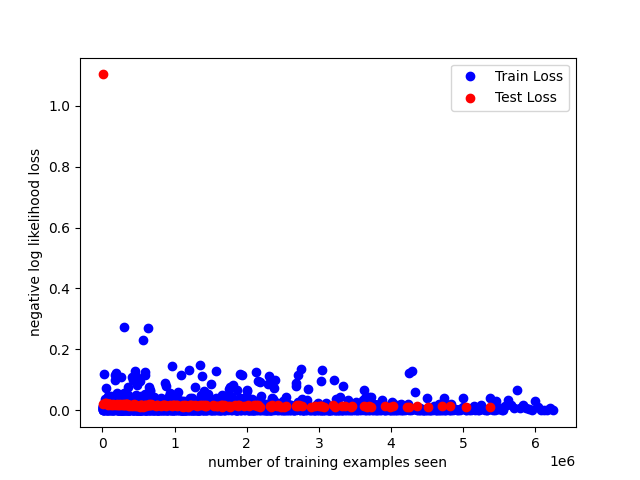 Train Loss
Test Loss
negative log likelihood loss
1.0
0.8
0.6
0.4
0.2
0.0
0 1 2 3 4 5 6
1e6
number of training examples seen